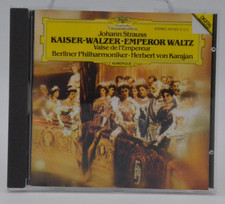 Johann Strauss
KAISER-WALZER · EMPEROR WALTZ
Valse de l'Empereur
Berliner Philharmoniker · Herbert von Karajan